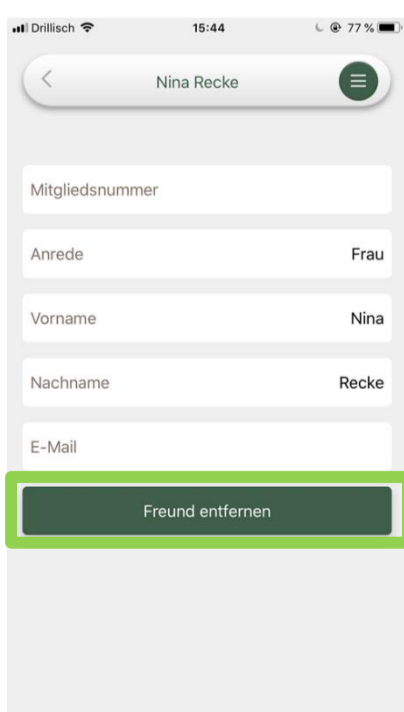 Drillisch 15:44 77 %
Nina Recke
Mitgliedsnummer
Anrede Frau
Vorname Nina
Nachname Recke
E-Mail
Freund entfernen